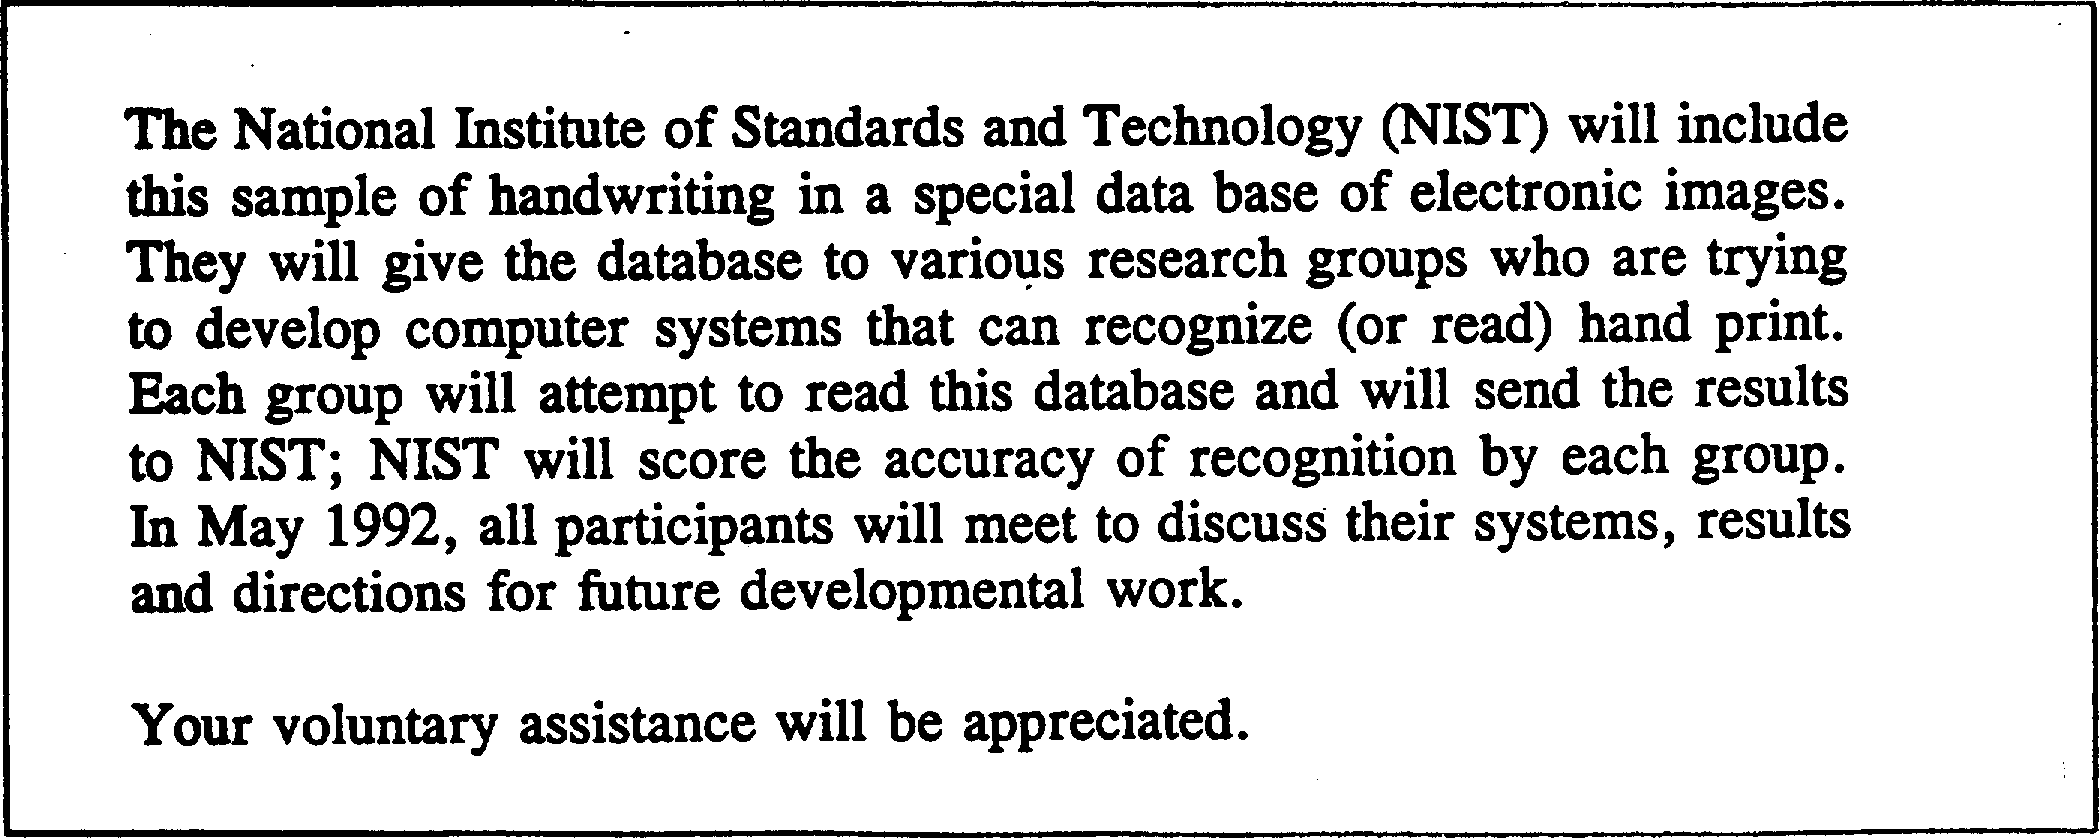 The National Institute of Standards and Technology (NIST) will include
this sample of handwriting in a special data base of electronic images.
They will give the database to various research groups who are trying
to develop computer systems that can recognize (or read) hand print.
Each group will attempt to read this database and will send the results
to NIST; NIST will score the accuracy of recognition by each group.
In May 1992, all participants will meet to discuss their systems, results
and directions for future developmental work.
Your voluntary assistance will be appreciated.